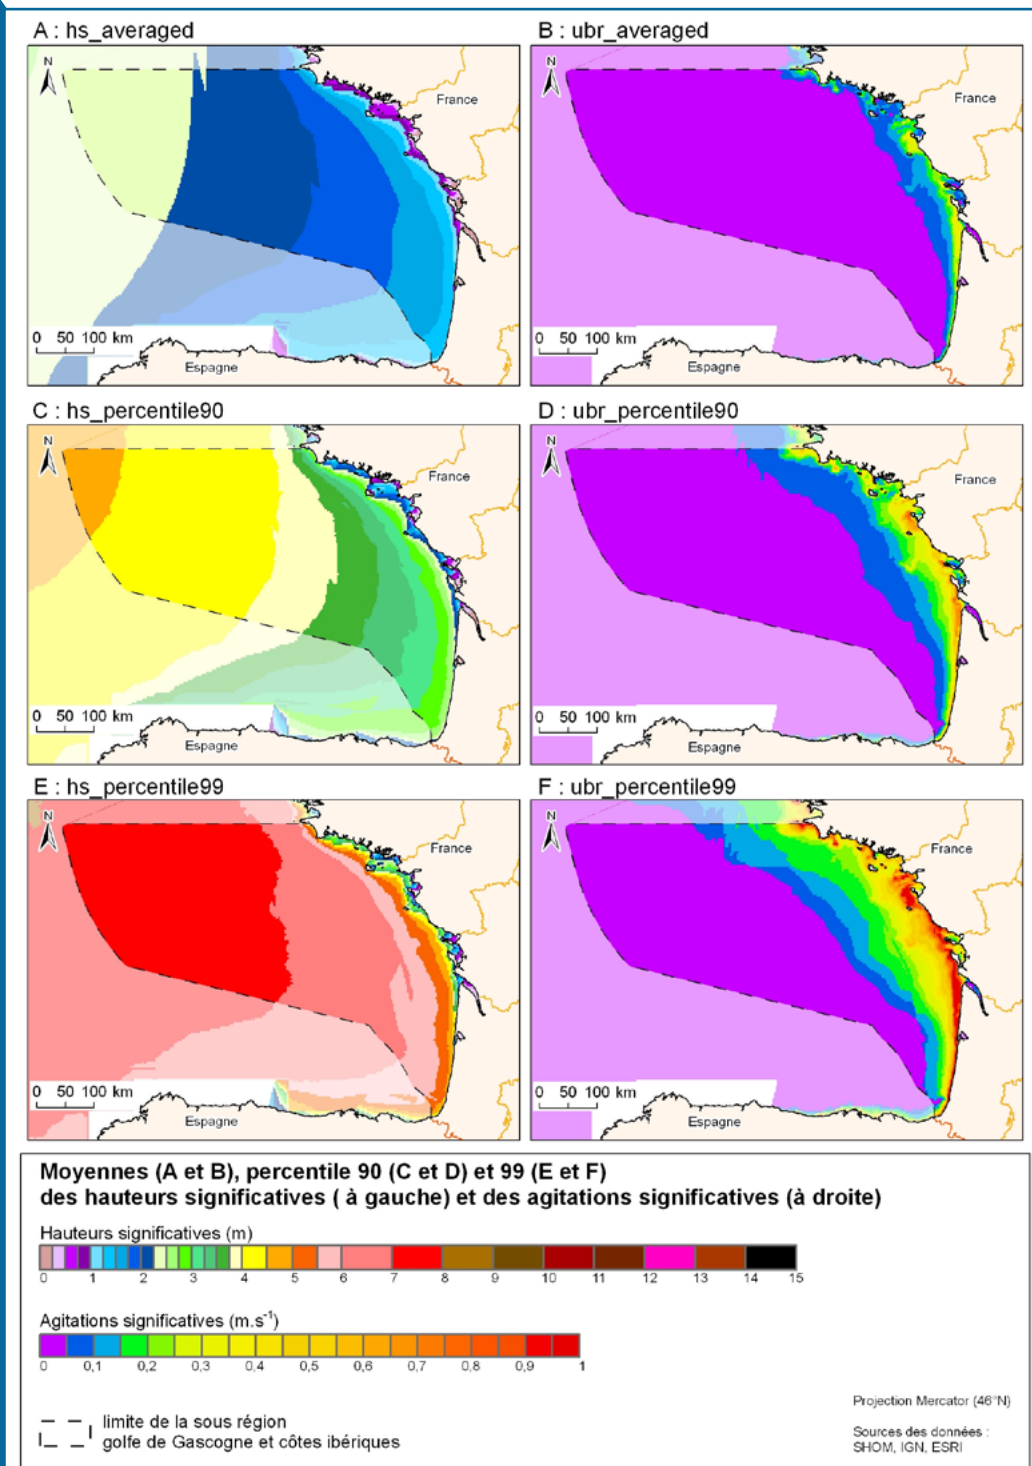 A : hs_averaged
N
France
0 50 100 km
Espagne
B : ubr_averaged
N
France
0 50 100 km
Espagne
C : hs_percentile90
N
France
0 50 100 km
Espagne
D : ubr_percentile90
N
France
0 50 100 km
Espagne
E : hs_percentile99
N
France
0 50 100 km
Espagne
F : ubr_percentile99
N
France
0 50 100 km
Espagne
Moyennes (A et B), percentile 90 (C et D) et 99 (E et F)
des hauteurs significatives ( à gauche) et des agitations significatives (à droite)
Hauteurs significatives (m)
0 1 2 3 4 5 6 7 8 9 10 11 12 13 14 15
Agitations significatives (m.s⁻¹)
0 0,1 0,2 0,3 0,4 0,5 0,6 0,7 0,8 0,9 1
limite de la sous région
golfe de Gascogne et côtes ibériques
Projection Mercator (46°N)
Sources des données :
SHOM, IGN, ESRI